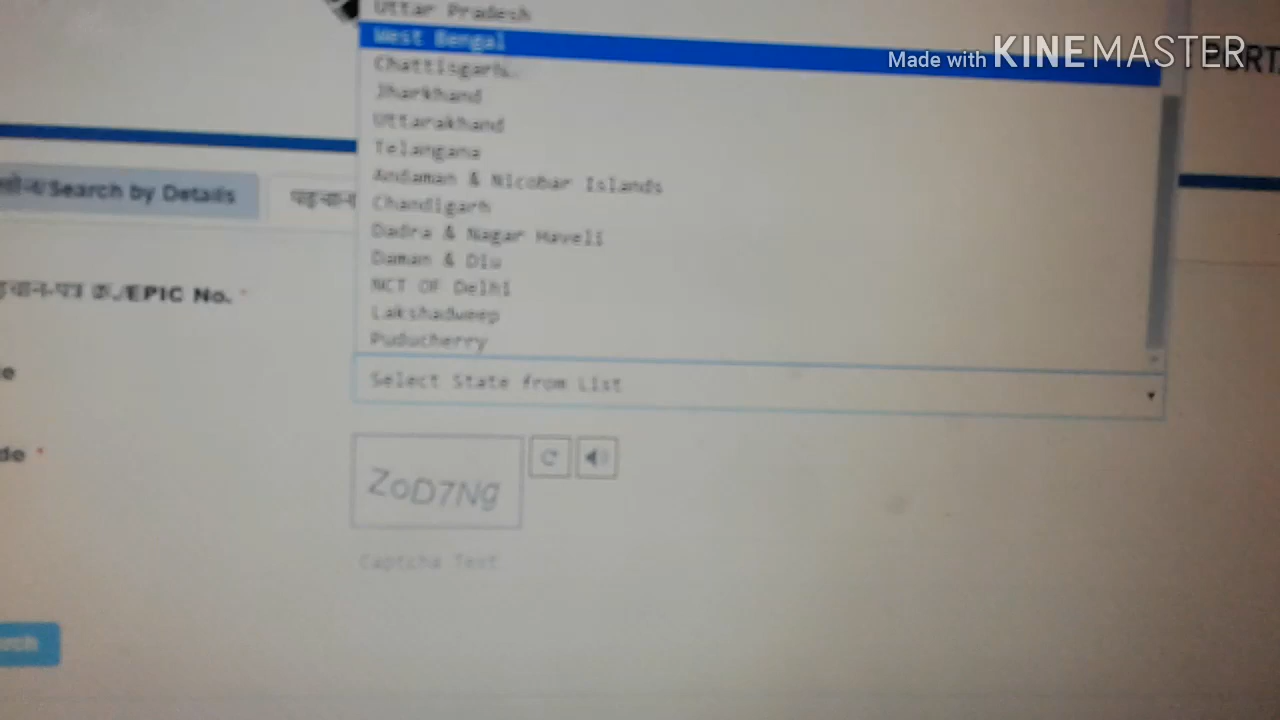 Uttar Pradesh
West Bengal
Made with KINEMASTER
Chattisgarh
Jharkhand
Uttarakhand
Telangana
Andaman & Nicobar Islands
/Search by Details
Chandigarh
Dadra & Nagar Haveli
Daman & Diu
NCT OF Delhi
/EPIC No. *
Lakshadweep
Puducherry
Select State from List
*
ZoD7Ng
Captcha Text